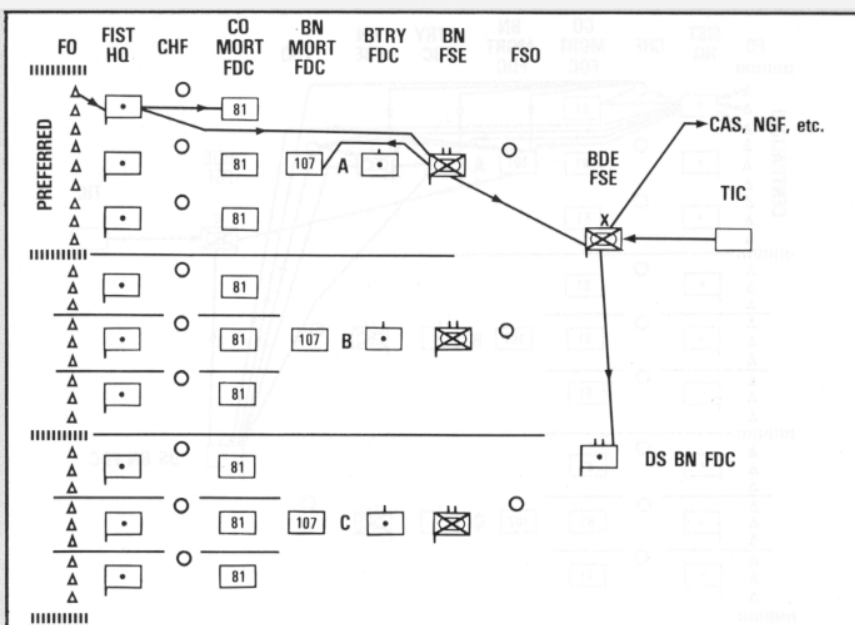 FO FIST HQ CHF CO MORT FDC BN MORT FDC BTRY FDC BN FSE FSO
PREFERRED
81
CAS, NGF, etc.
81 107 A
BDE FSE
TIC
81
X
81
81 107 B
81
81
DS BN FDC
81 107 C
81